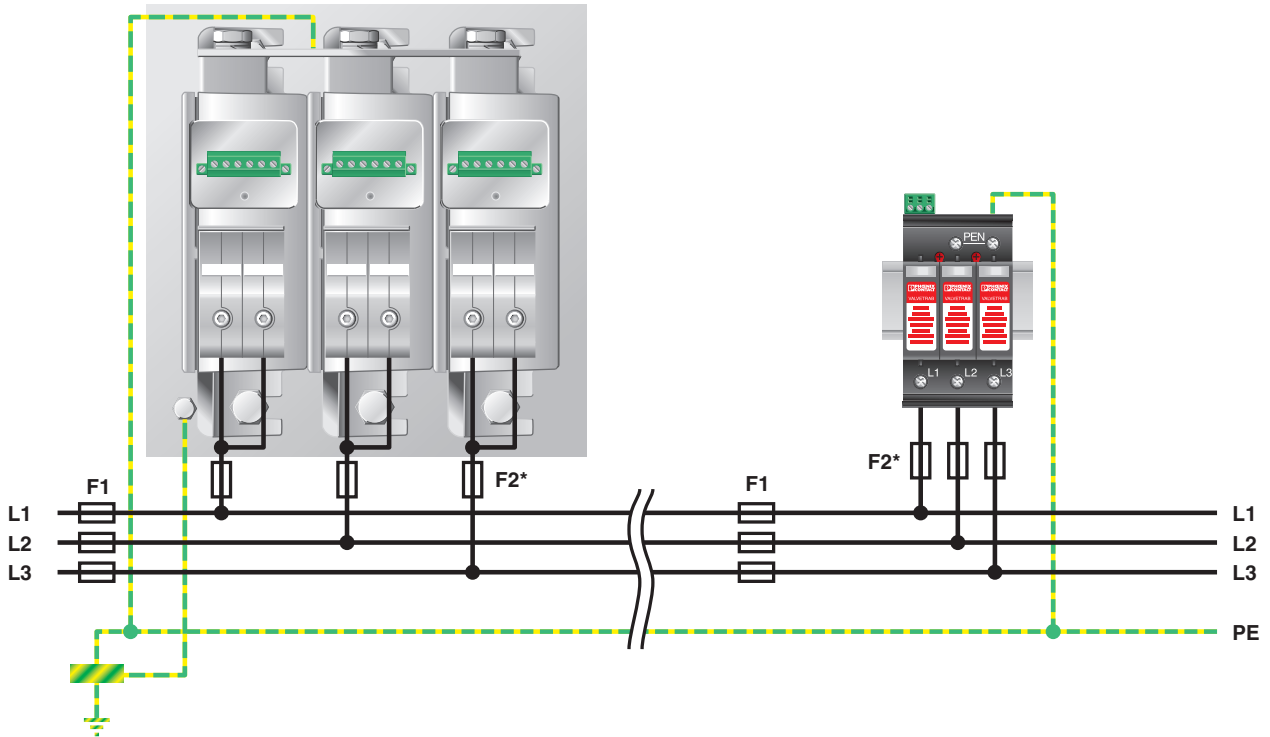 PEN
VALVETRAB VALVETRAB VALVETRAB
L1 L2 L3
F2*
F2*
F1
F1
L1
L1
L2
L2
L3
L3
PE